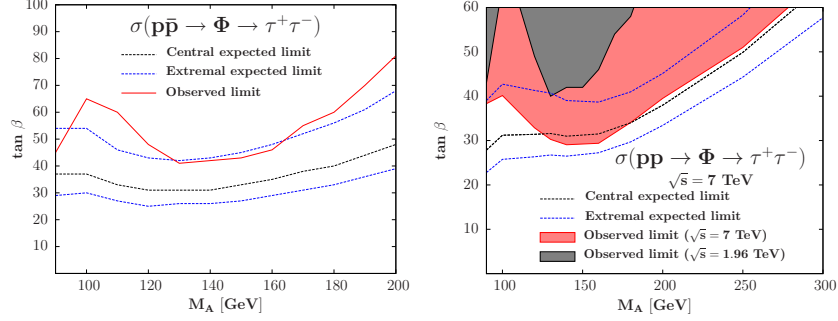 σ(pp̄ → Φ → τ⁺τ⁻)
Central expected limit
Extremal expected limit
Observed limit
tan β
100
90
80
70
60
50
40
30
20
10
100 120 140 160 180 200
M_A [GeV]
σ(pp → Φ → τ⁺τ⁻)
√s = 7 TeV
Central expected limit
Extremal expected limit
Observed limit (√s = 7 TeV)
Observed limit (√s = 1.96 TeV)
tan β
60
50
40
30
20
10
0
100 150 200 250 300
M_A [GeV]